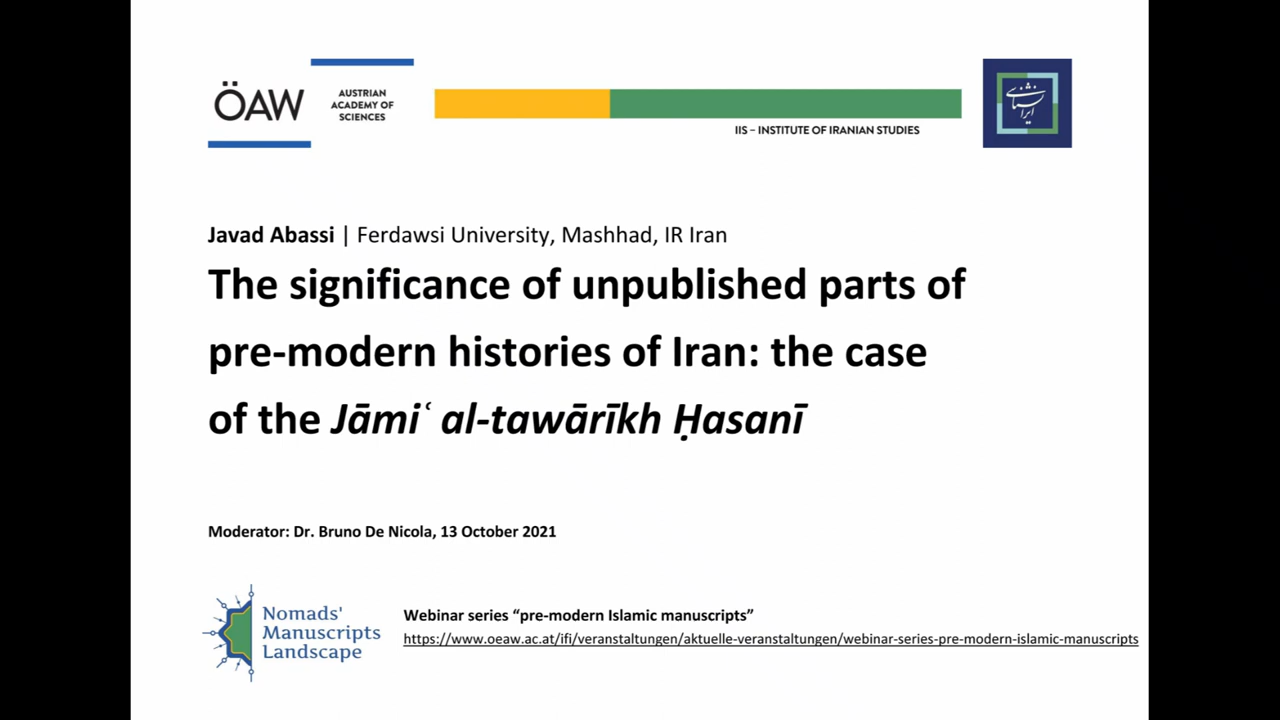 ÖAW
AUSTRIAN
ACADEMY OF
SCIENCES
IIS – INSTITUTE OF IRANIAN STUDIES
ایرانشناسی
Javad Abassi | Ferdawsi University, Mashhad, IR Iran
The significance of unpublished parts of
pre-modern histories of Iran: the case
of the Jāmiʿ al-tawārīkh Ḥasanī
Moderator: Dr. Bruno De Nicola, 13 October 2021
Nomads'
Manuscripts
Landscape
Webinar series “pre-modern Islamic manuscripts”
https://www.oeaw.ac.at/ifi/veranstaltungen/aktuelle-veranstaltungen/webinar-series-pre-modern-islamic-manuscripts